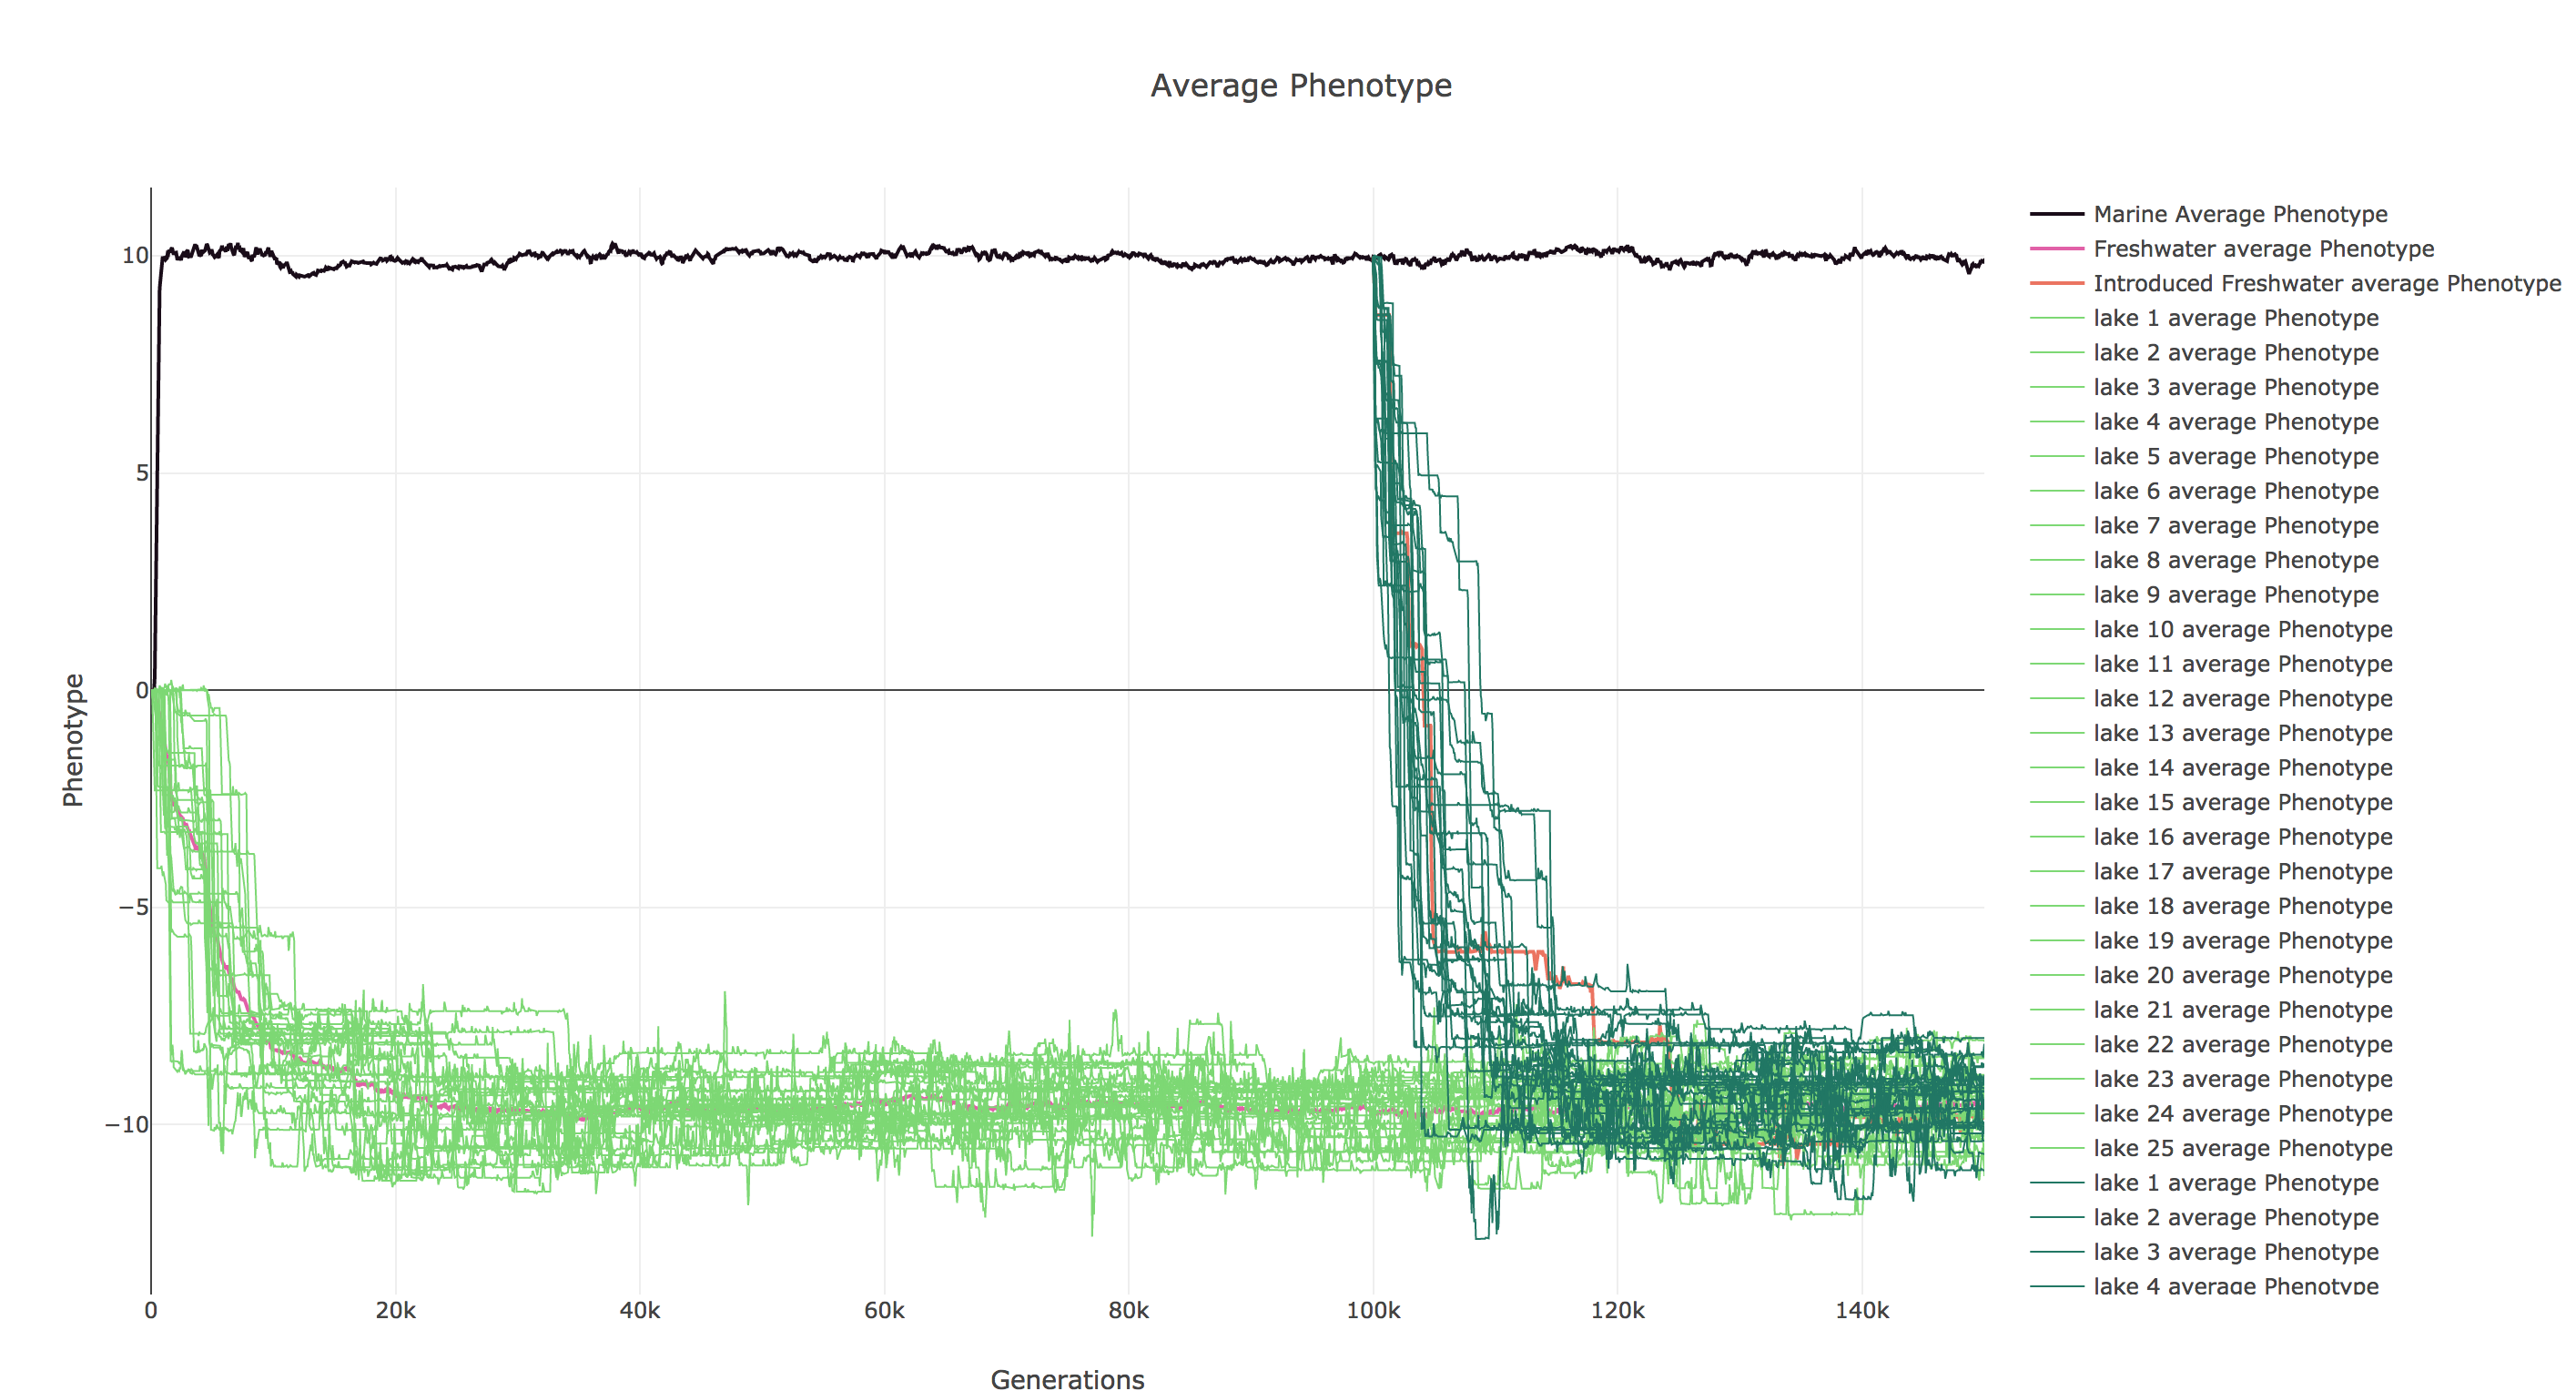 Average Phenotype
10
5
0
−5
−10
Phenotype
0
20k
40k
60k
80k
100k
120k
140k
Generations
Marine Average Phenotype
Freshwater average Phenotype
Introduced Freshwater average Phenotype
lake 1 average Phenotype
lake 2 average Phenotype
lake 3 average Phenotype
lake 4 average Phenotype
lake 5 average Phenotype
lake 6 average Phenotype
lake 7 average Phenotype
lake 8 average Phenotype
lake 9 average Phenotype
lake 10 average Phenotype
lake 11 average Phenotype
lake 12 average Phenotype
lake 13 average Phenotype
lake 14 average Phenotype
lake 15 average Phenotype
lake 16 average Phenotype
lake 17 average Phenotype
lake 18 average Phenotype
lake 19 average Phenotype
lake 20 average Phenotype
lake 21 average Phenotype
lake 22 average Phenotype
lake 23 average Phenotype
lake 24 average Phenotype
lake 25 average Phenotype
lake 1 average Phenotype
lake 2 average Phenotype
lake 3 average Phenotype
lake 4 average Phenotype